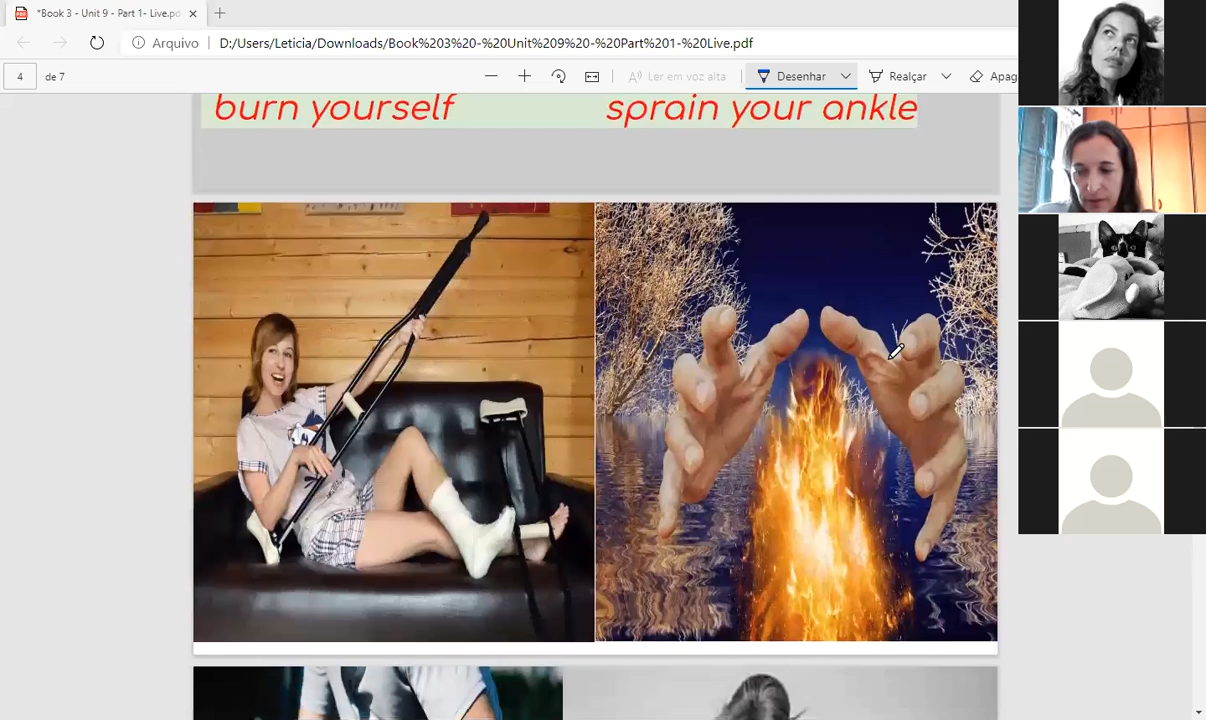 *Book 3 - Unit 9 - Part 1- Live.pd
Arquivo D:/Users/Leticia/Downloads/Book%203%20-%20Unit%209%20-%20Part%201-%20Live.pdf
4 de 7 Ler em voz alta Desenhar Realçar Apag
burn yourself sprain your ankle